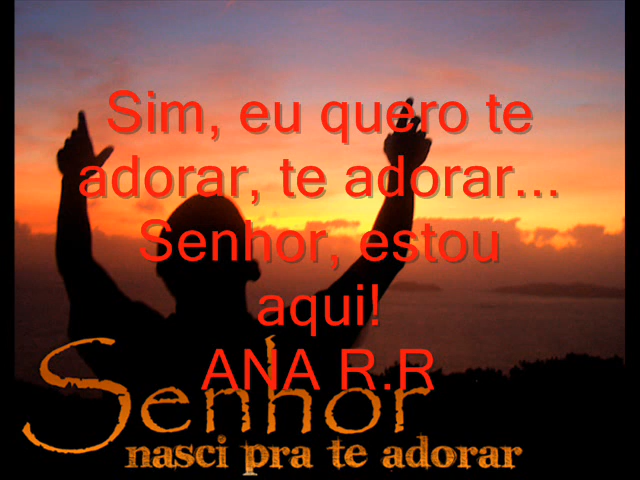 Sim, eu quero te
adorar, te adorar...
Senhor, estou
aqui!
ANA R.R
Senhor
nasci pra te adorar